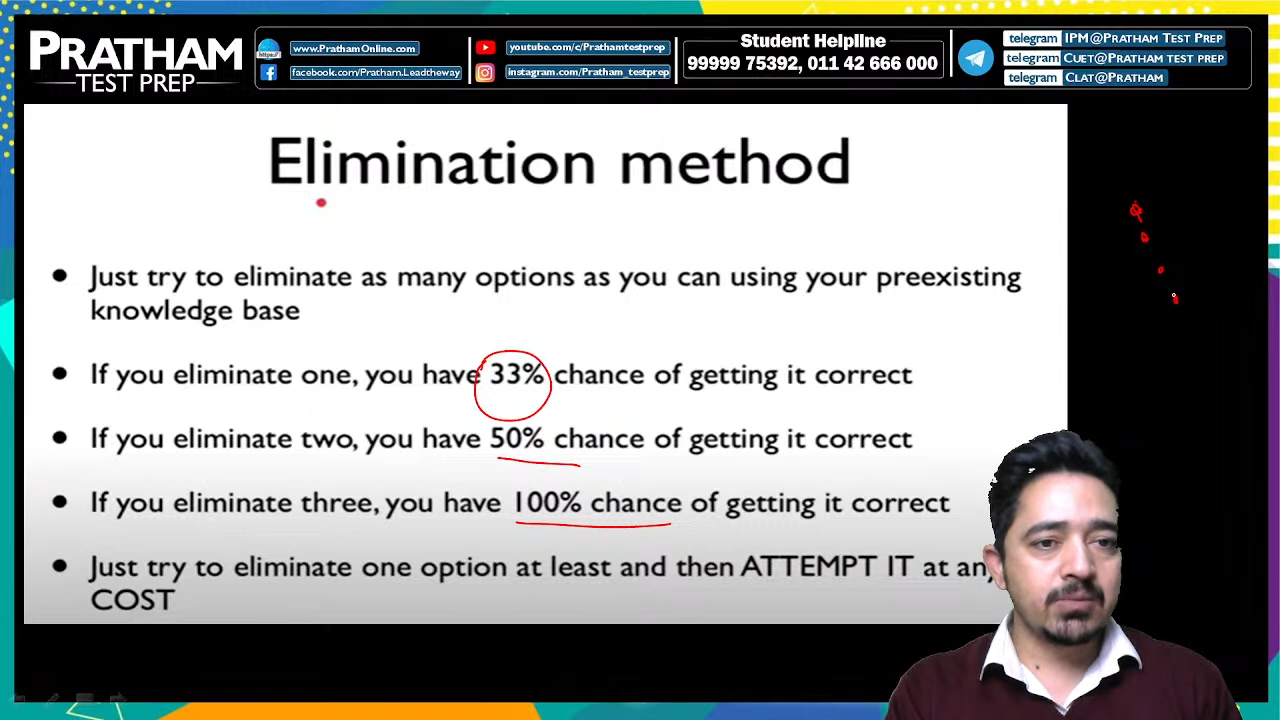 PRATHAM
TEST PREP
https://
www.PrathamOnline.com
facebook.com/Pratham.Leadtheway
youtube.com/c/Prathamtestprep
instagram.com/Pratham_testprep
Student Helpline
99999 75392, 011 42 666 000
telegram IPM@PRATHAM TEST PREP
telegram CUET@PRATHAM TEST PREP
telegram CLAT@PRATHAM
Elimination method
• Just try to eliminate as many options as you can using your preexisting
knowledge base
• If you eliminate one, you have 33% chance of getting it correct
• If you eliminate two, you have 50% chance of getting it correct
• If you eliminate three, you have 100% chance of getting it correct
• Just try to eliminate one option at least and then ATTEMPT IT at any
COST